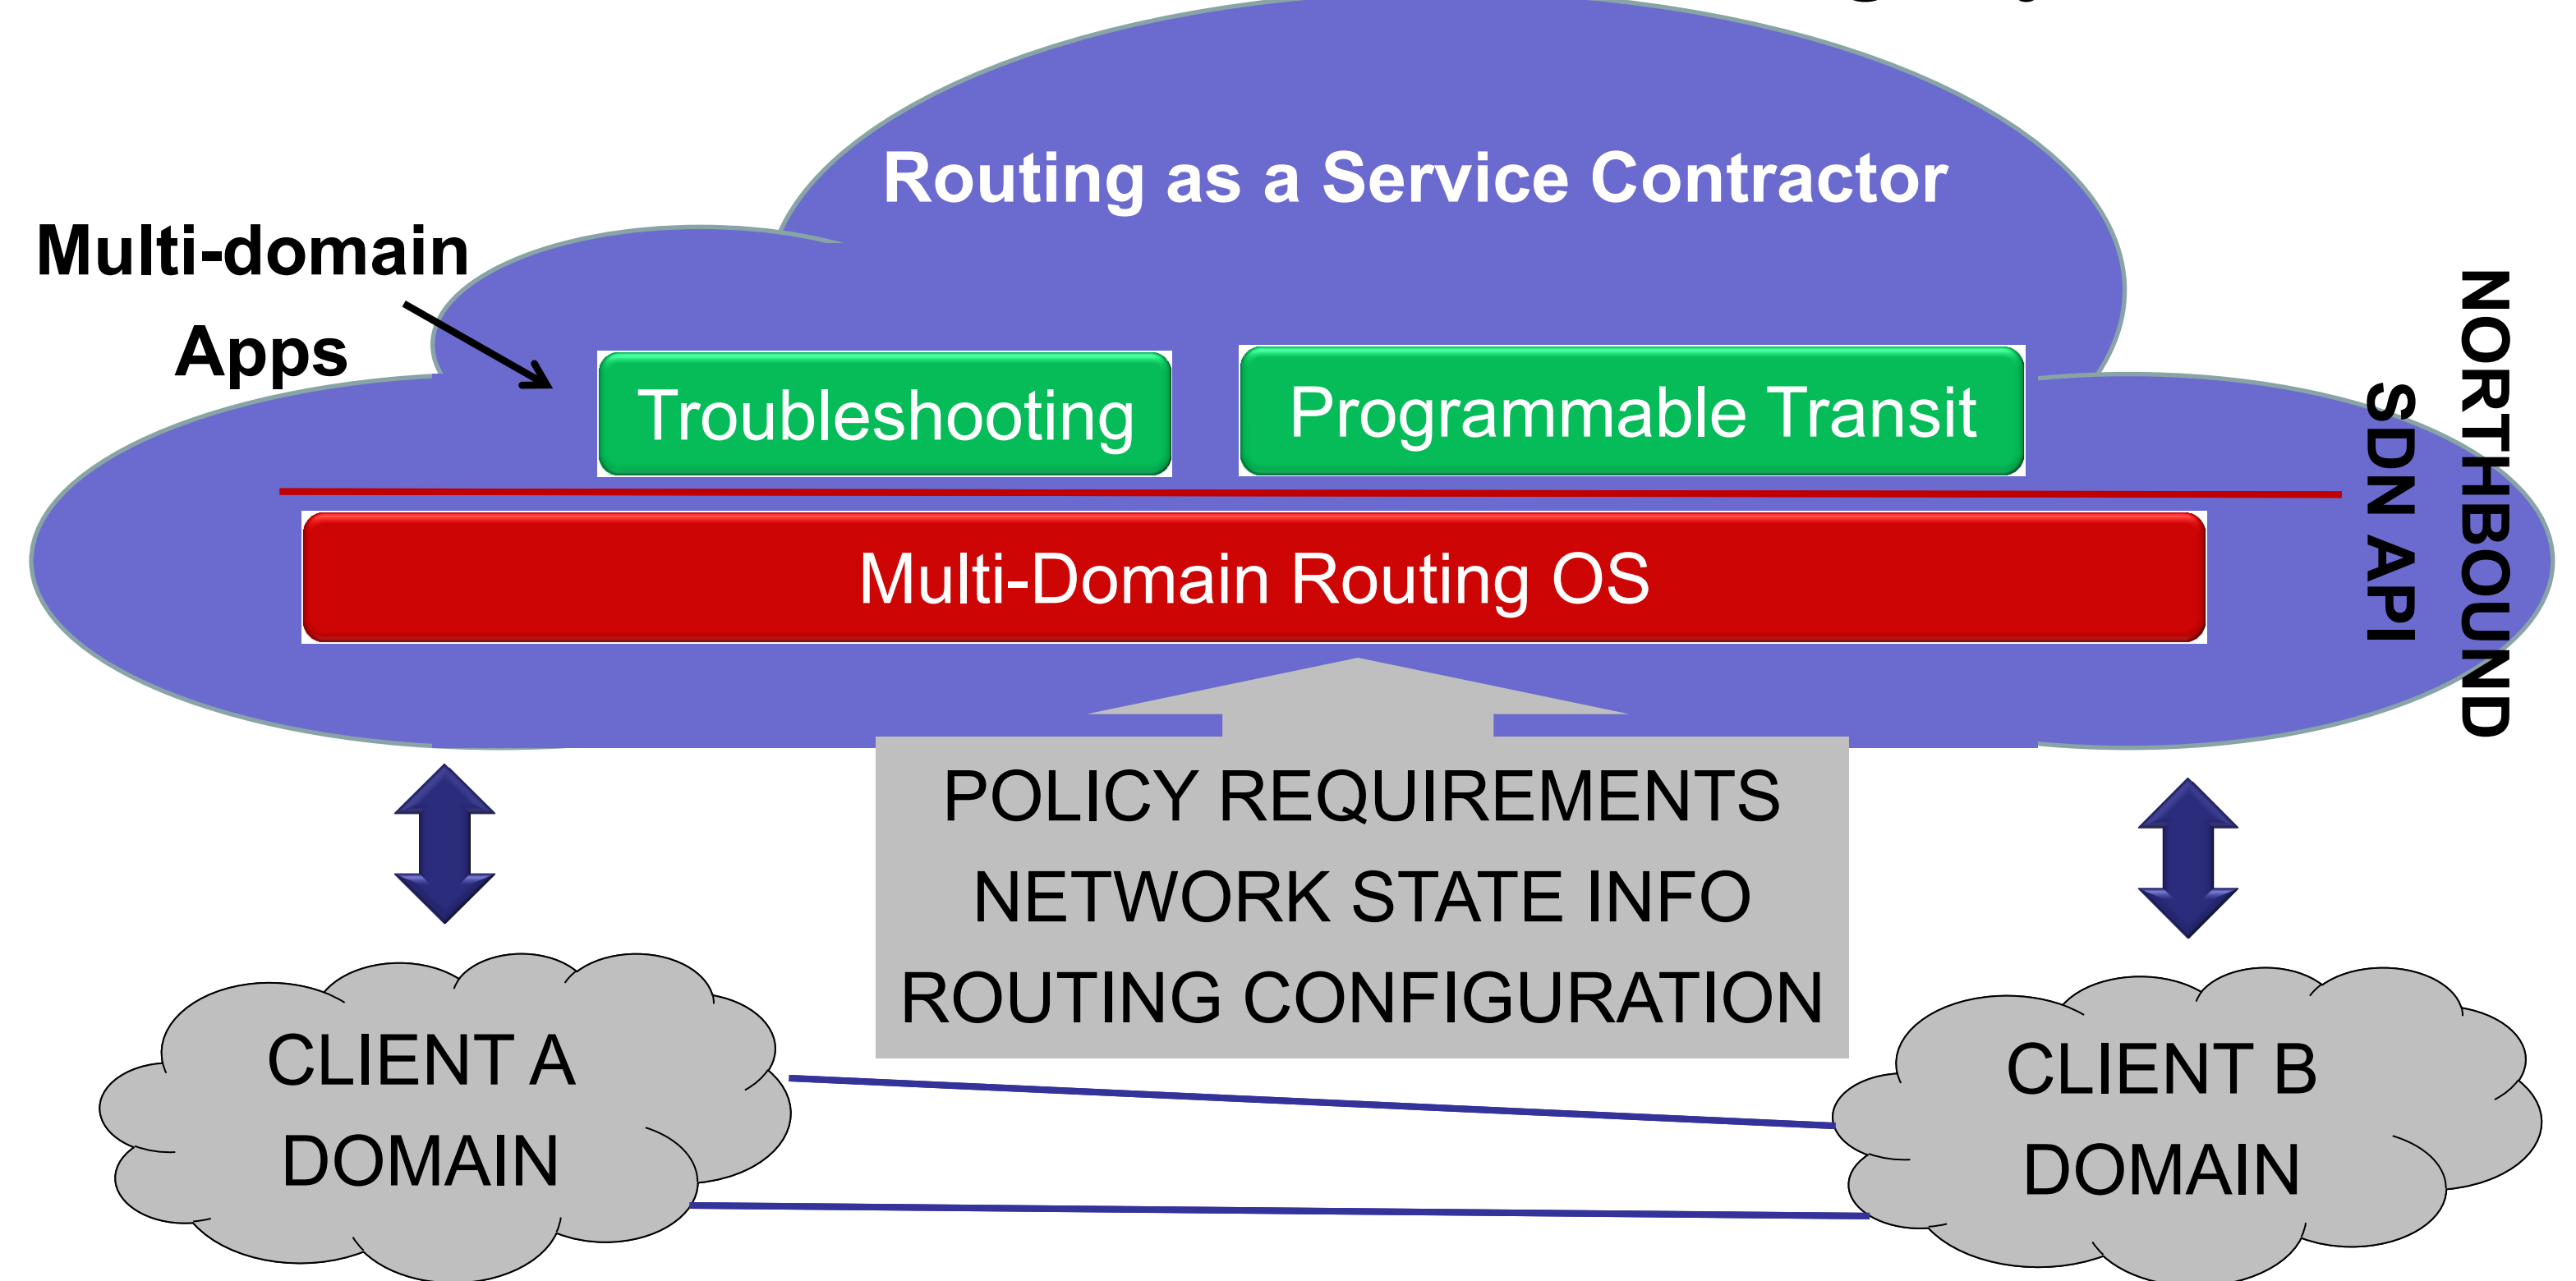 Routing as a Service Contractor
Multi-domain
Apps
Troubleshooting
Programmable Transit
NORTHBOUND
SDN API
Multi-Domain Routing OS
POLICY REQUIREMENTS
NETWORK STATE INFO
ROUTING CONFIGURATION
CLIENT A
DOMAIN
CLIENT B
DOMAIN